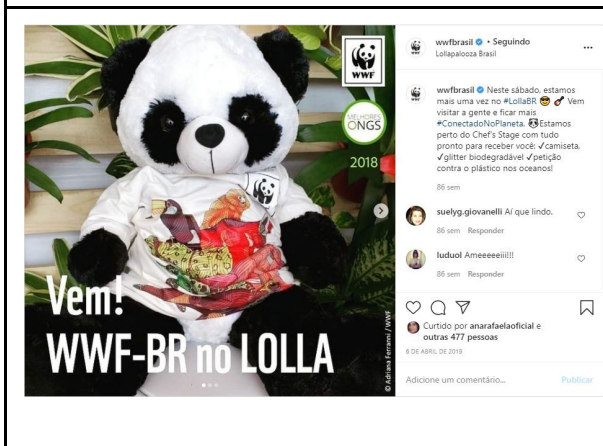 WWF
MELHORES
ONGS
2018
Vem!
WWF-BR no LOLLA
© Adriana Ferranni / WWF
wwfbrasil • Seguindo
Lollapalooza Brasil
wwfbrasil Neste sábado, estamos
mais uma vez no #LollaBR 😎 🎸 Vem
visitar a gente e ficar mais
#ConectadoNoPlaneta. 🐼Estamos
perto do Chef's Stage com tudo
pronto para receber você: ✓camiseta,
✓glitter biodegradável ✓petição
contra o plástico nos oceanos!
86 sem
suelyg.giovanelli Aí que lindo.
86 sem Responder
luduol Ameeeeeiii!!!
86 sem Responder
Curtido por anarafaelaoficial e
outras 477 pessoas
6 DE ABRIL DE 2019
Adicione um comentário... Publicar